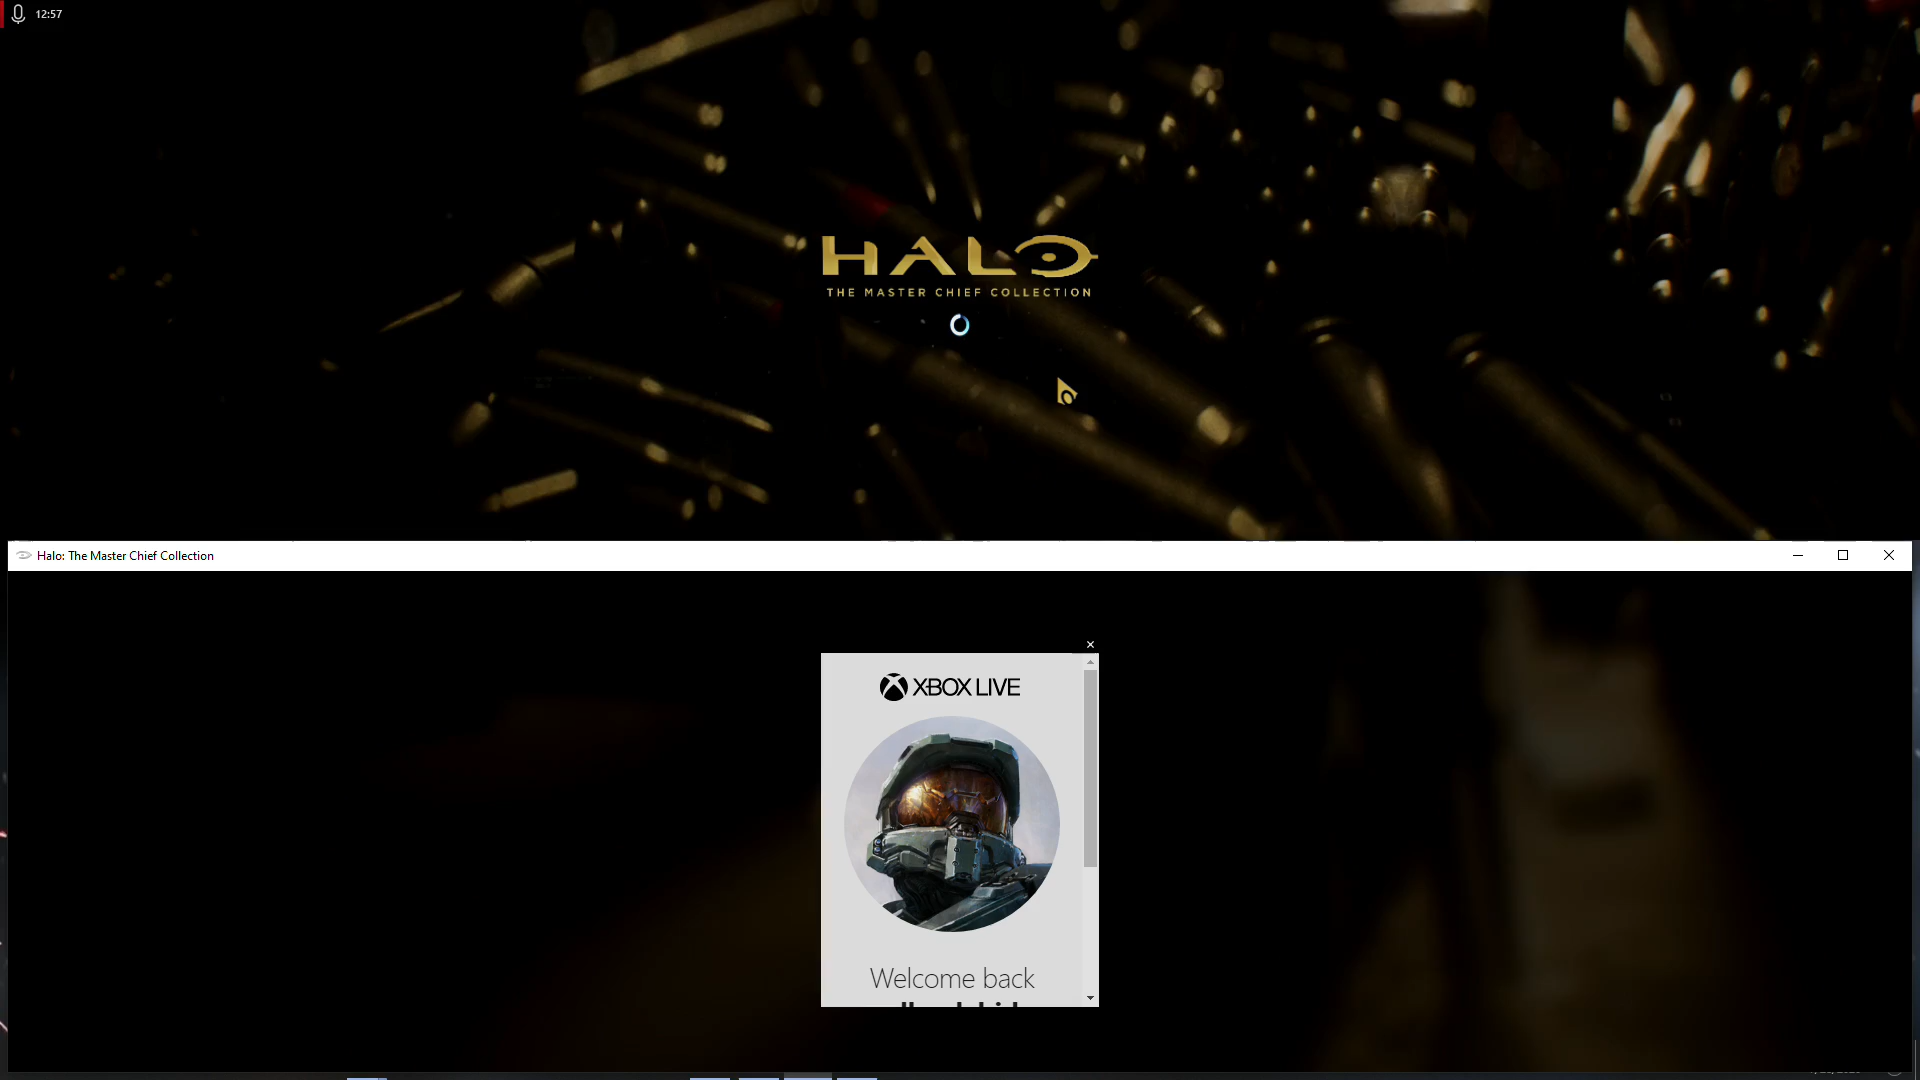 12:57
HALO
THE MASTER CHIEF COLLECTION
Halo: The Master Chief Collection
XBOX LIVE
Welcome back